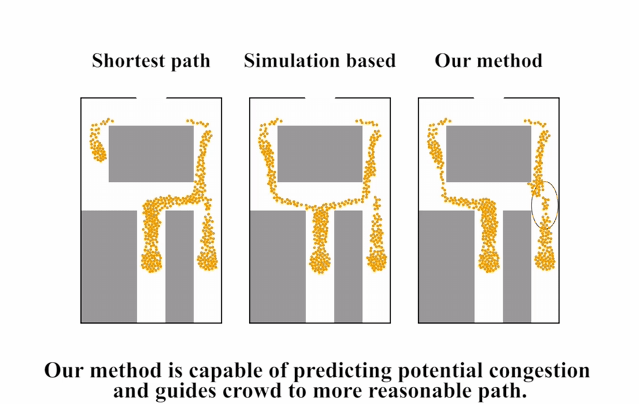 Shortest path
Simulation based
Our method
Our method is capable of predicting potential congestion
and guides crowd to more reasonable path.